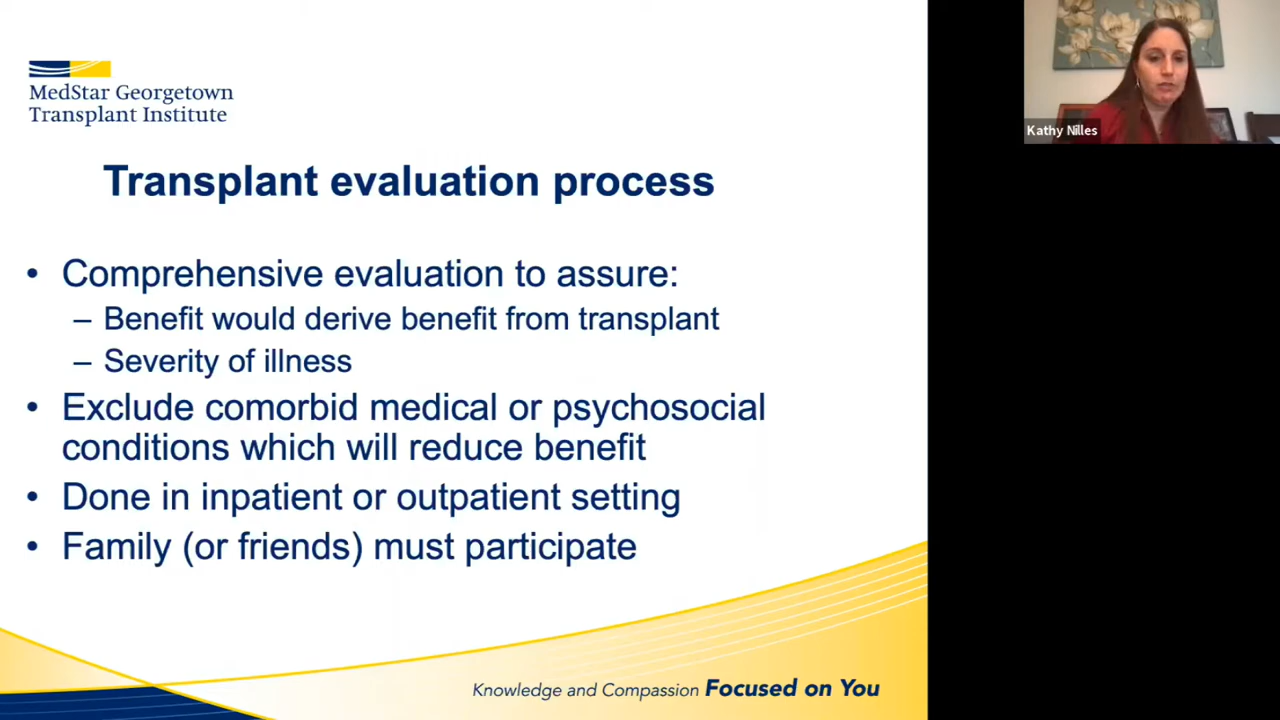 MedStar Georgetown
Transplant Institute
Kathy Nilles
Transplant evaluation process
• Comprehensive evaluation to assure:
– Benefit would derive benefit from transplant
– Severity of illness
• Exclude comorbid medical or psychosocial
conditions which will reduce benefit
• Done in inpatient or outpatient setting
• Family (or friends) must participate
Knowledge and Compassion Focused on You